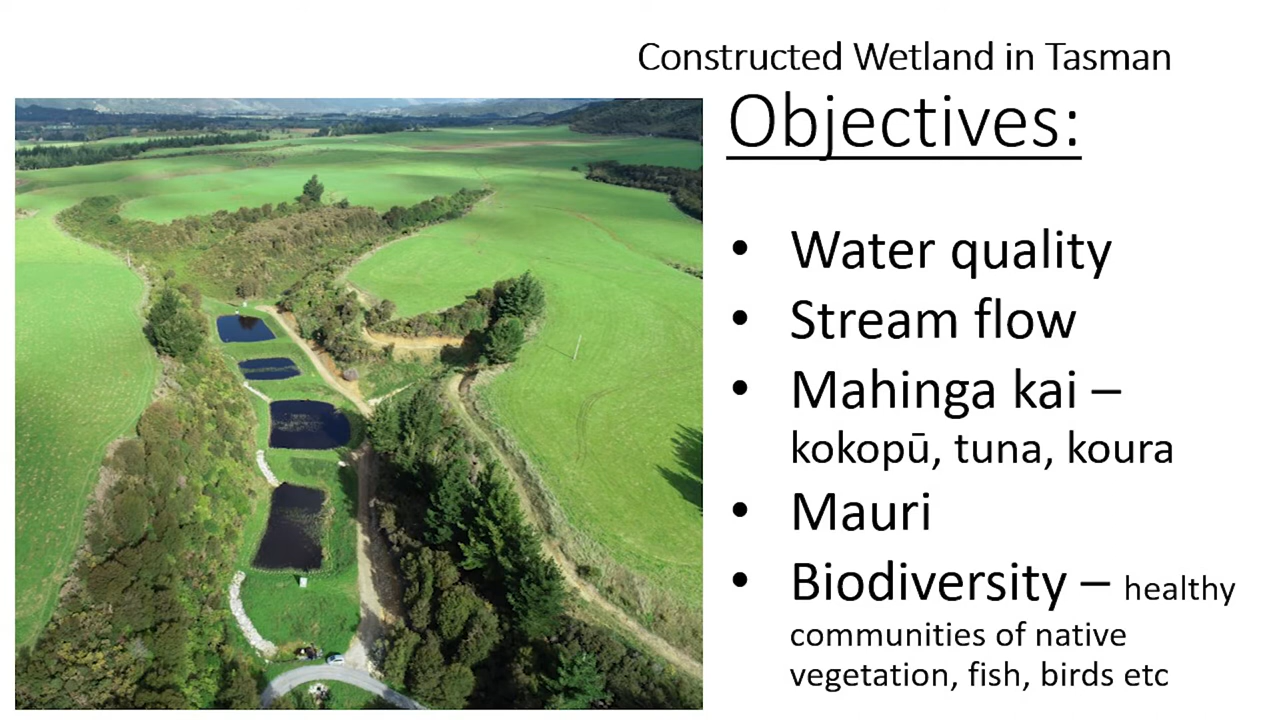 Constructed Wetland in Tasman
Objectives:
• Water quality
• Stream flow
• Mahinga kai –
kokopū, tuna, koura
• Mauri
• Biodiversity – healthy
communities of native
vegetation, fish, birds etc